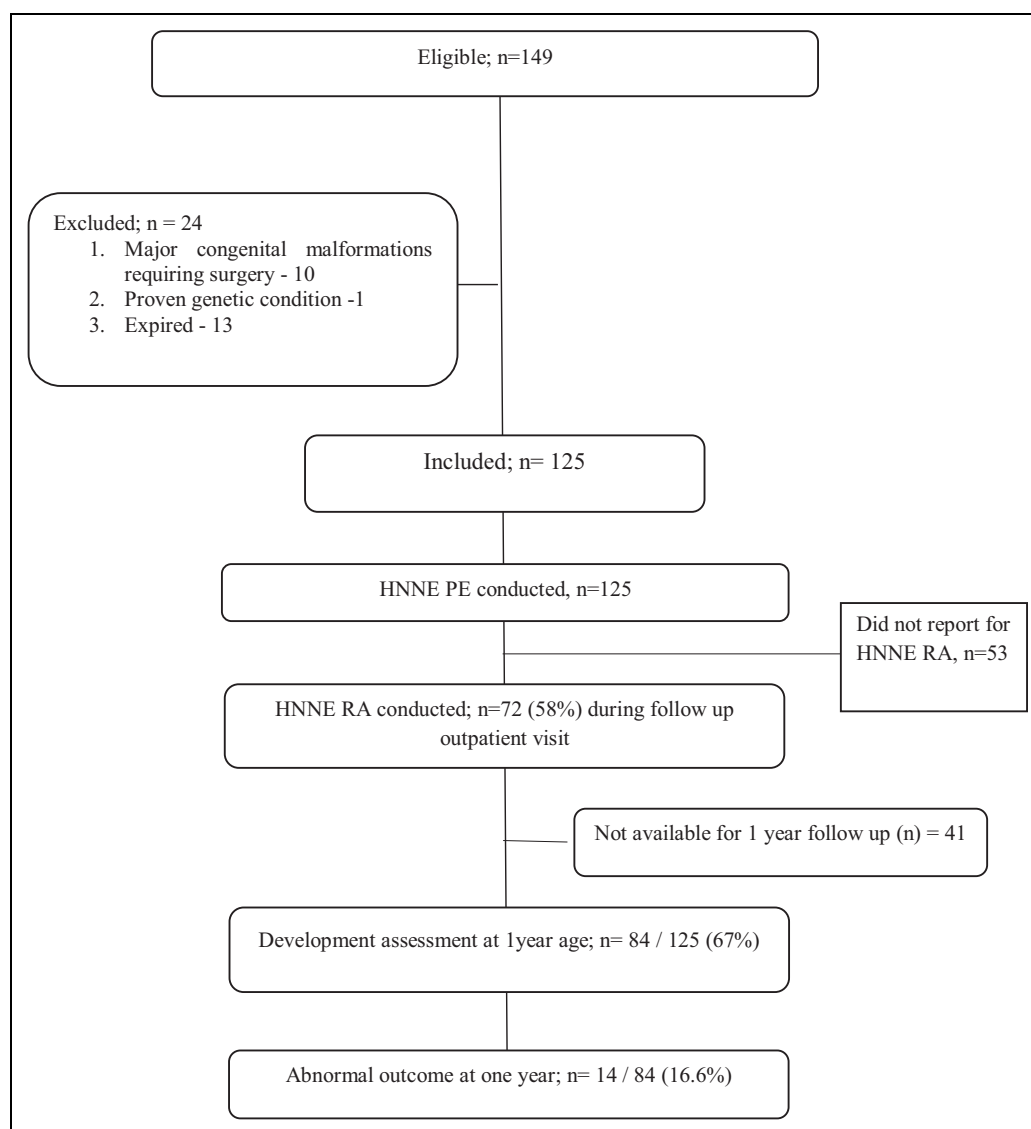 Eligible; n=149
Excluded; n = 24
1. Major congenital malformations
requiring surgery - 10
2. Proven genetic condition -1
3. Expired - 13
Included; n= 125
HNNE PE conducted, n=125
Did not report for
HNNE RA, n=53
HNNE RA conducted; n=72 (58%) during follow up
outpatient visit
Not available for 1 year follow up (n) = 41
Development assessment at 1year age; n= 84 / 125 (67%)
Abnormal outcome at one year; n= 14 / 84 (16.6%)